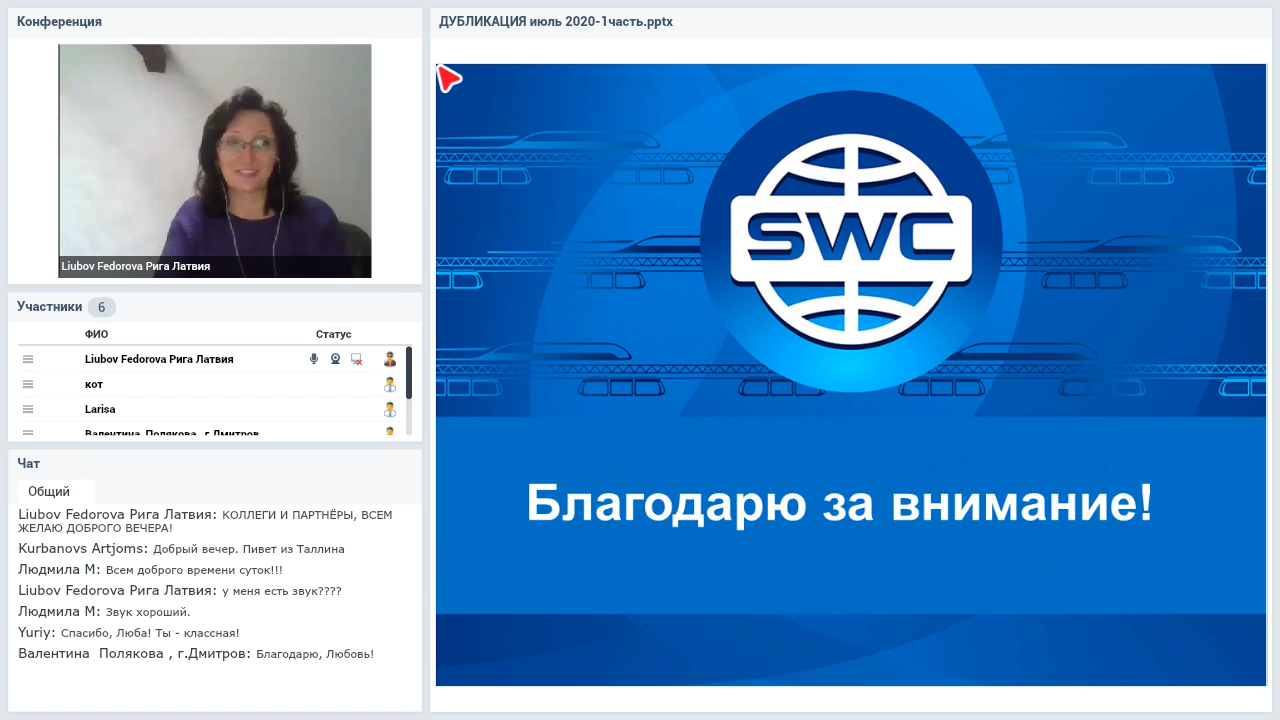 Конференция
Liubov Fedorova Рига Латвия
Участники 6
ФИО Статус
Liubov Fedorova Рига Латвия
кот
Larisa
Валентина Полякова , г.Дмитров
Чат
Общий
Liubov Fedorova Рига Латвия: КОЛЛЕГИ И ПАРТНЁРЫ, ВСЕМ
ЖЕЛАЮ ДОБРОГО ВЕЧЕРА!
Kurbanovs Artjoms: Добрый вечер. Пивет из Таллина
Людмила М: Всем доброго времени суток!!!
Liubov Fedorova Рига Латвия: у меня есть звук????
Людмила М: Звук хороший.
Yuriy: Спасибо, Люба! Ты - классная!
Валентина Полякова , г.Дмитров: Благодарю, Любовь!
ДУБЛИКАЦИЯ июль 2020-1часть.pptx
SWC
Благодарю за внимание!